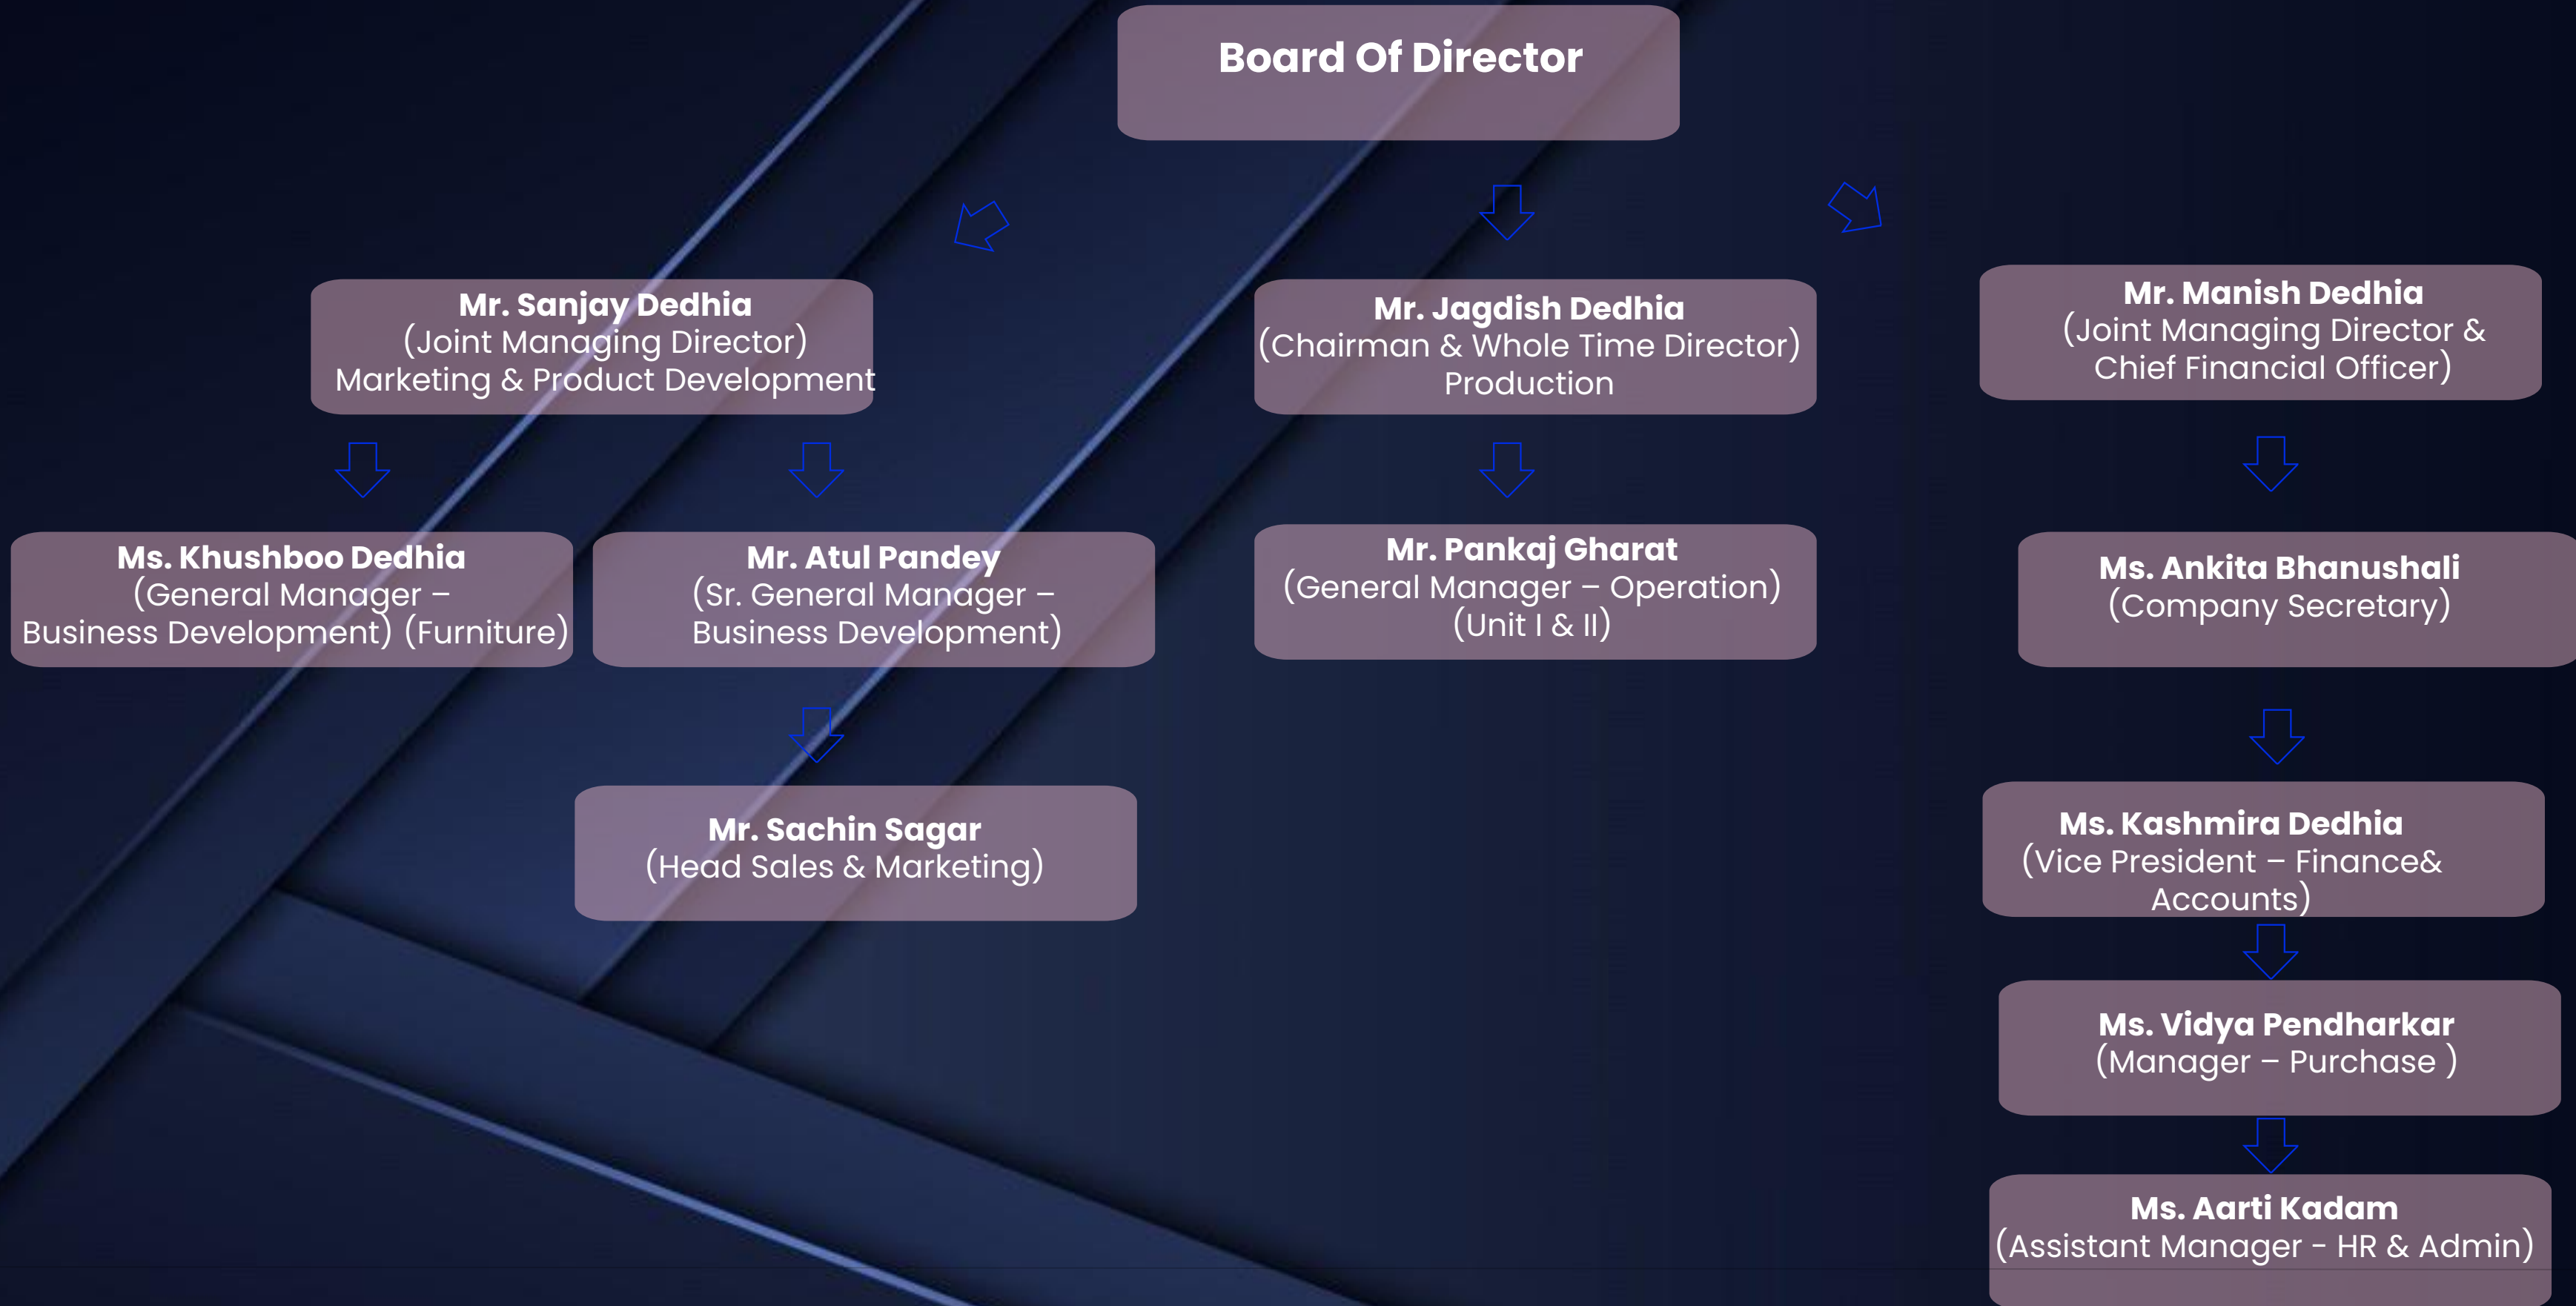 Board Of Director
Mr. Sanjay Dedhia
(Joint Managing Director)
Marketing & Product Development
Mr. Jagdish Dedhia
(Chairman & Whole Time Director)
Production
Mr. Manish Dedhia
(Joint Managing Director &
Chief Financial Officer)
Ms. Khushboo Dedhia
(General Manager –
Business Development) (Furniture)
Mr. Atul Pandey
(Sr. General Manager –
Business Development)
Mr. Pankaj Gharat
(General Manager – Operation)
(Unit I & II)
Ms. Ankita Bhanushali
(Company Secretary)
Mr. Sachin Sagar
(Head Sales & Marketing)
Ms. Kashmira Dedhia
(Vice President – Finance&
Accounts)
Ms. Vidya Pendharkar
(Manager – Purchase )
Ms. Aarti Kadam
(Assistant Manager - HR & Admin)